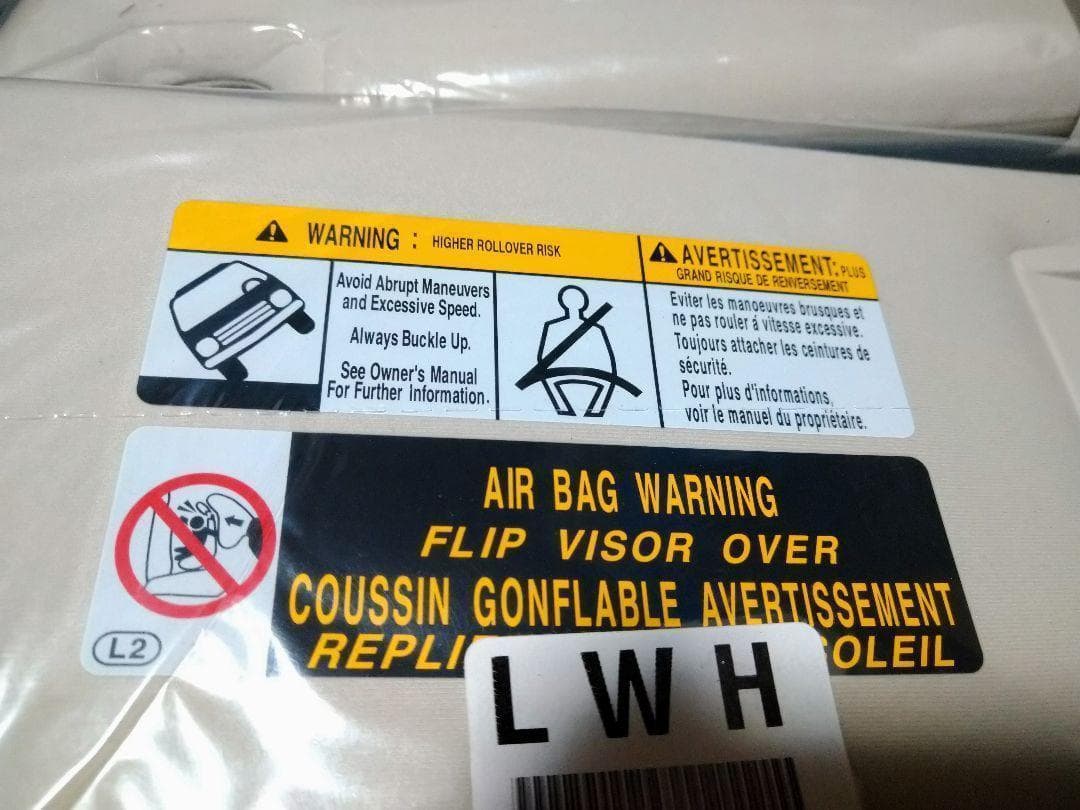 WARNING : HIGHER ROLLOVER RISK
Avoid Abrupt Maneuvers
and Excessive Speed.
Always Buckle Up.
See Owner's Manual
For Further Information.
AVERTISSEMENT: PLUS
GRAND RISQUE DE RENVERSEMENT
Eviter les manoeuvres brusques et
ne pas rouler á vitesse excessive.
Toujours attacher les ceintures de
sécurité.
Pour plus d'informations,
voir le manuel du propriétaire.
AIR BAG WARNING
FLIP VISOR OVER
COUSSIN GONFLABLE AVERTISSEMENT
L2
LWH